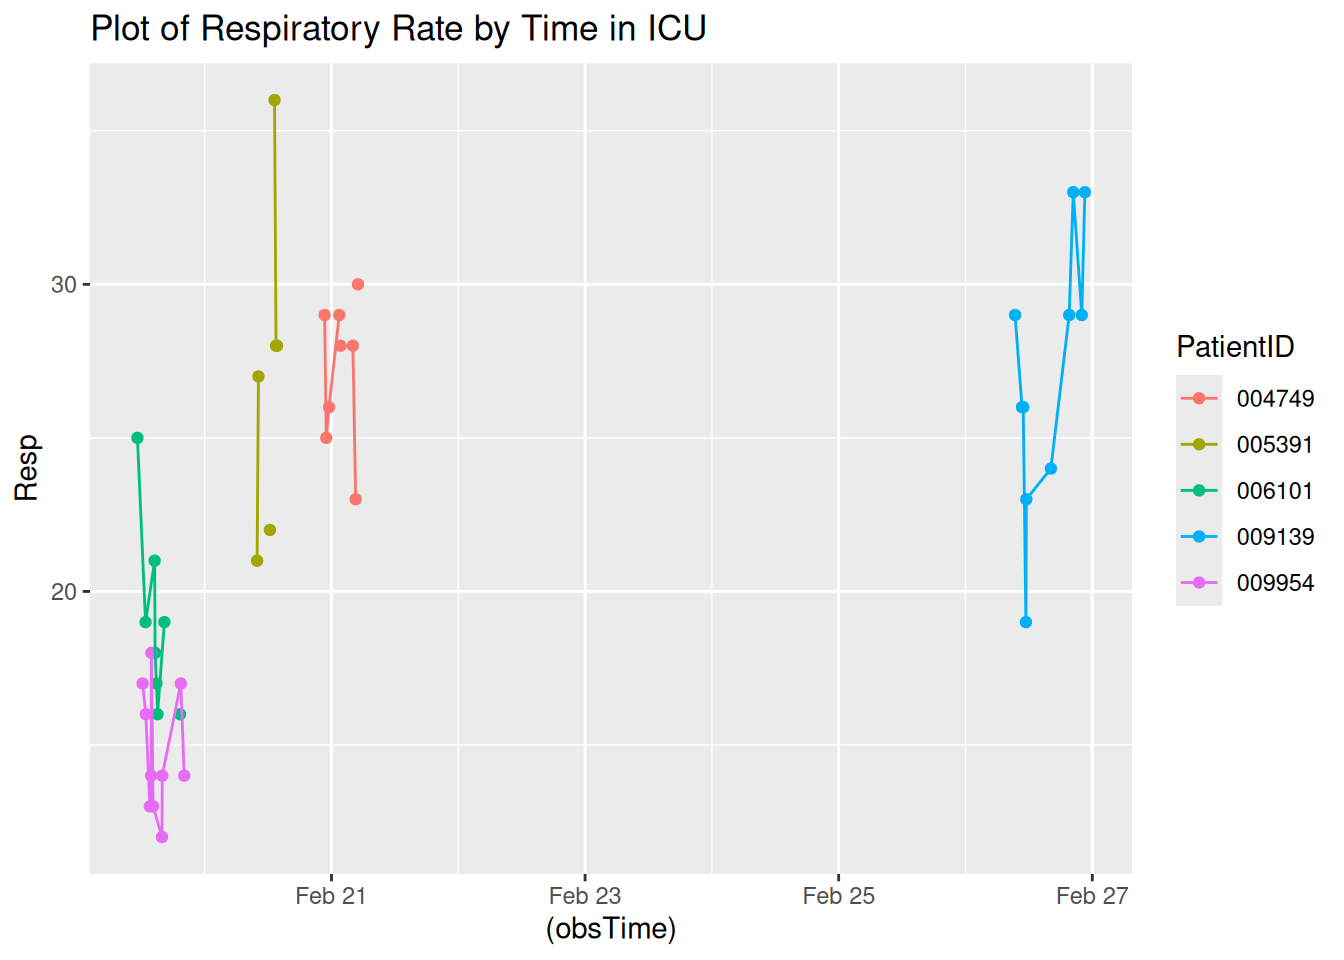 Plot of Respiratory Rate by Time in ICU
Resp
30
20
Feb 21
Feb 23
Feb 25
Feb 27
(obsTime)
PatientID
004749
005391
006101
009139
009954